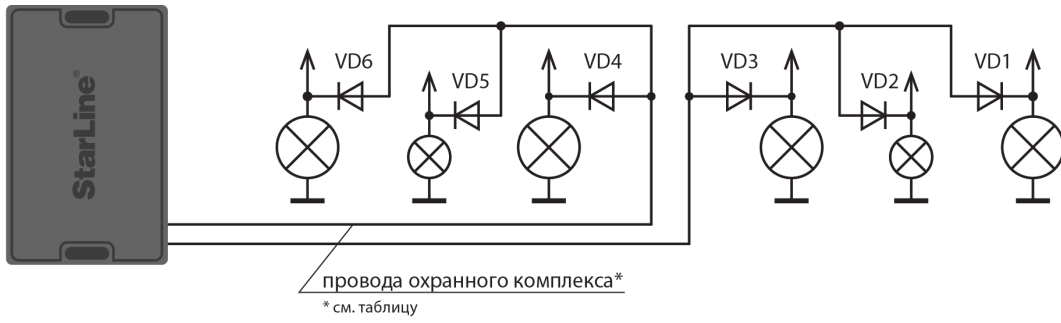 StarLine®
VD6
VD5
VD4
VD3
VD2
VD1
провода охранного комплекса*
* см. таблицу